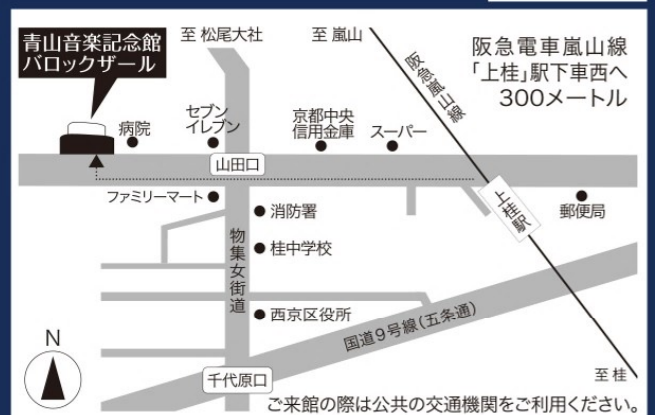 青山音楽記念館
バロックザール
至 松尾大社
至 嵐山
阪急嵐山線
阪急電車嵐山線
「上桂」駅下車西へ
300メートル
病院
セブン
イレブン
京都中央
信用金庫
スーパー
山田口
ファミリーマート
消防署
上桂駅
郵便局
物集女街道
桂中学校
西京区役所
国道9号線(五条通)
N
千代原口
至 桂
ご来館の際は公共の交通機関をご利用ください。